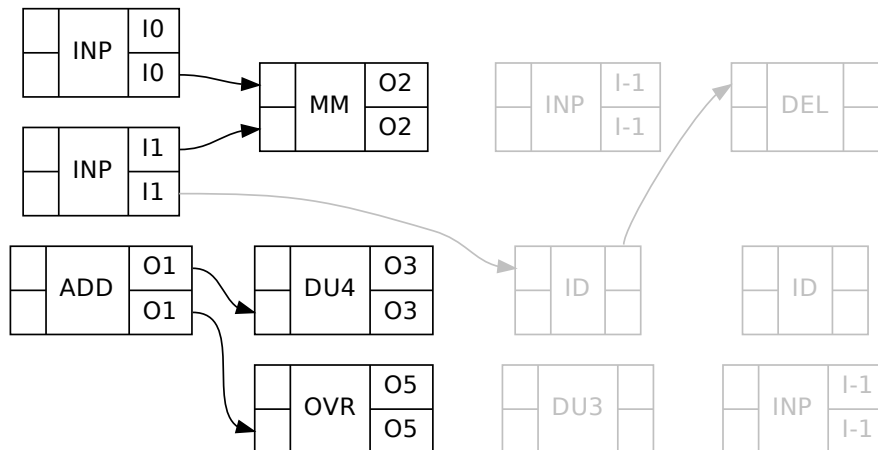 INP I0
I0
MM O2
O2
INP I-1
I-1
DEL
INP I1
I1
ADD O1
O1
DU4 O3
O3
ID
ID
OVR O5
O5
DU3
INP I-1
I-1